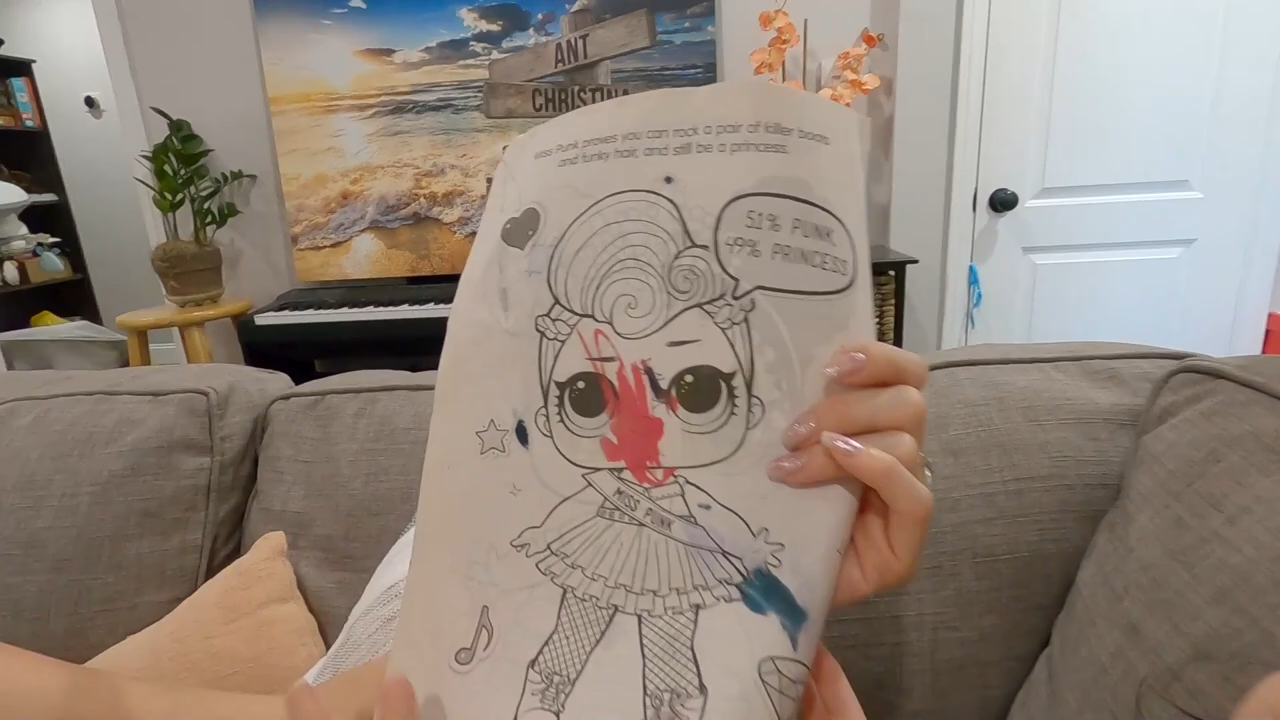 ANT
CHRISTINA
Miss Punk proves you can rock a pair of killer boots
and funky hair, and still be a princess.
51% PUNK
49% PRINCESS
MISS PUNK